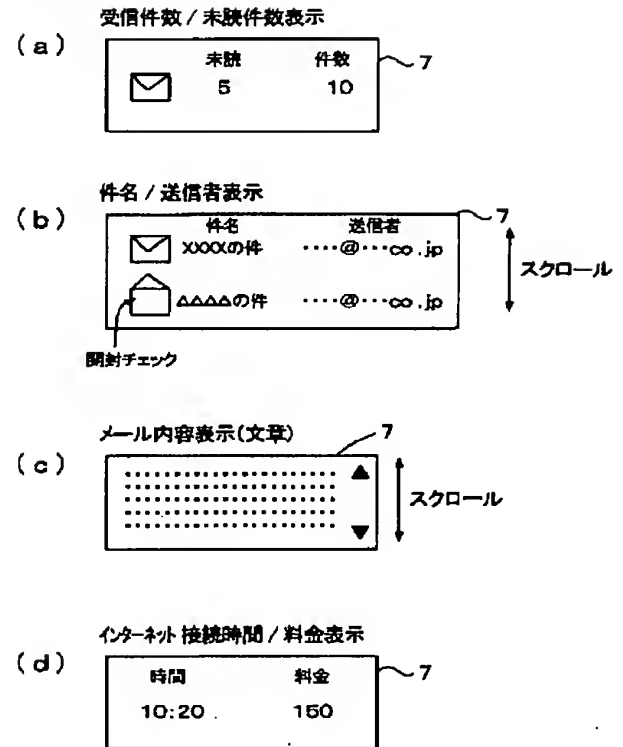 受信件数 / 未読件数表示
(a)
未読 件数
5 10
7
件名 / 送信者表示
(b)
7
件名 送信者
XXXXの件 ····@···co.jp
スクロール
△△△△の件 ····@···co.jp
開封チェック
メール内容表示(文章)
7
(c)
スクロール
インターネット接続時間 / 料金表示
(d)
時間 料金
7
10:20 150